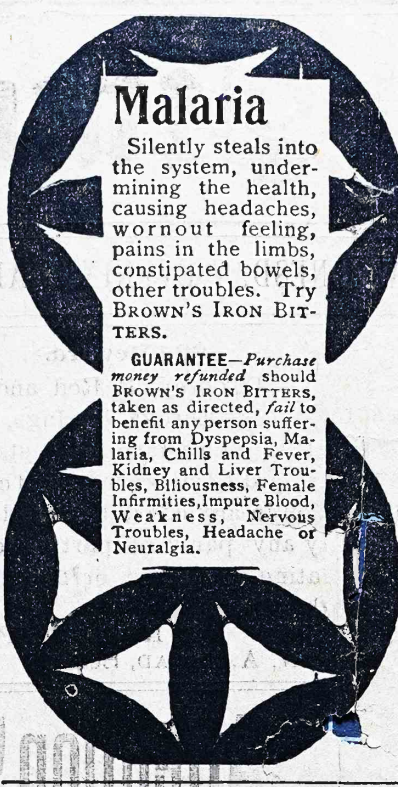 Malaria
Silently steals into
the system, under-
mining the health,
causing headaches,
wornout feeling,
pains in the limbs,
constipated bowels,
other troubles. Try
BROWN'S IRON BIT-
TERS.
GUARANTEE—Purchase
money refunded should
BROWN'S IRON BITTERS,
taken as directed, fail to
benefit any person suffer-
ing from Dyspepsia, Ma-
laria, Chills and Fever,
Kidney and Liver Trou-
bles, Biliousness, Female
Infirmities, Impure Blood,
Weakness, Nervous
Troubles, Headache or
Neuralgia.